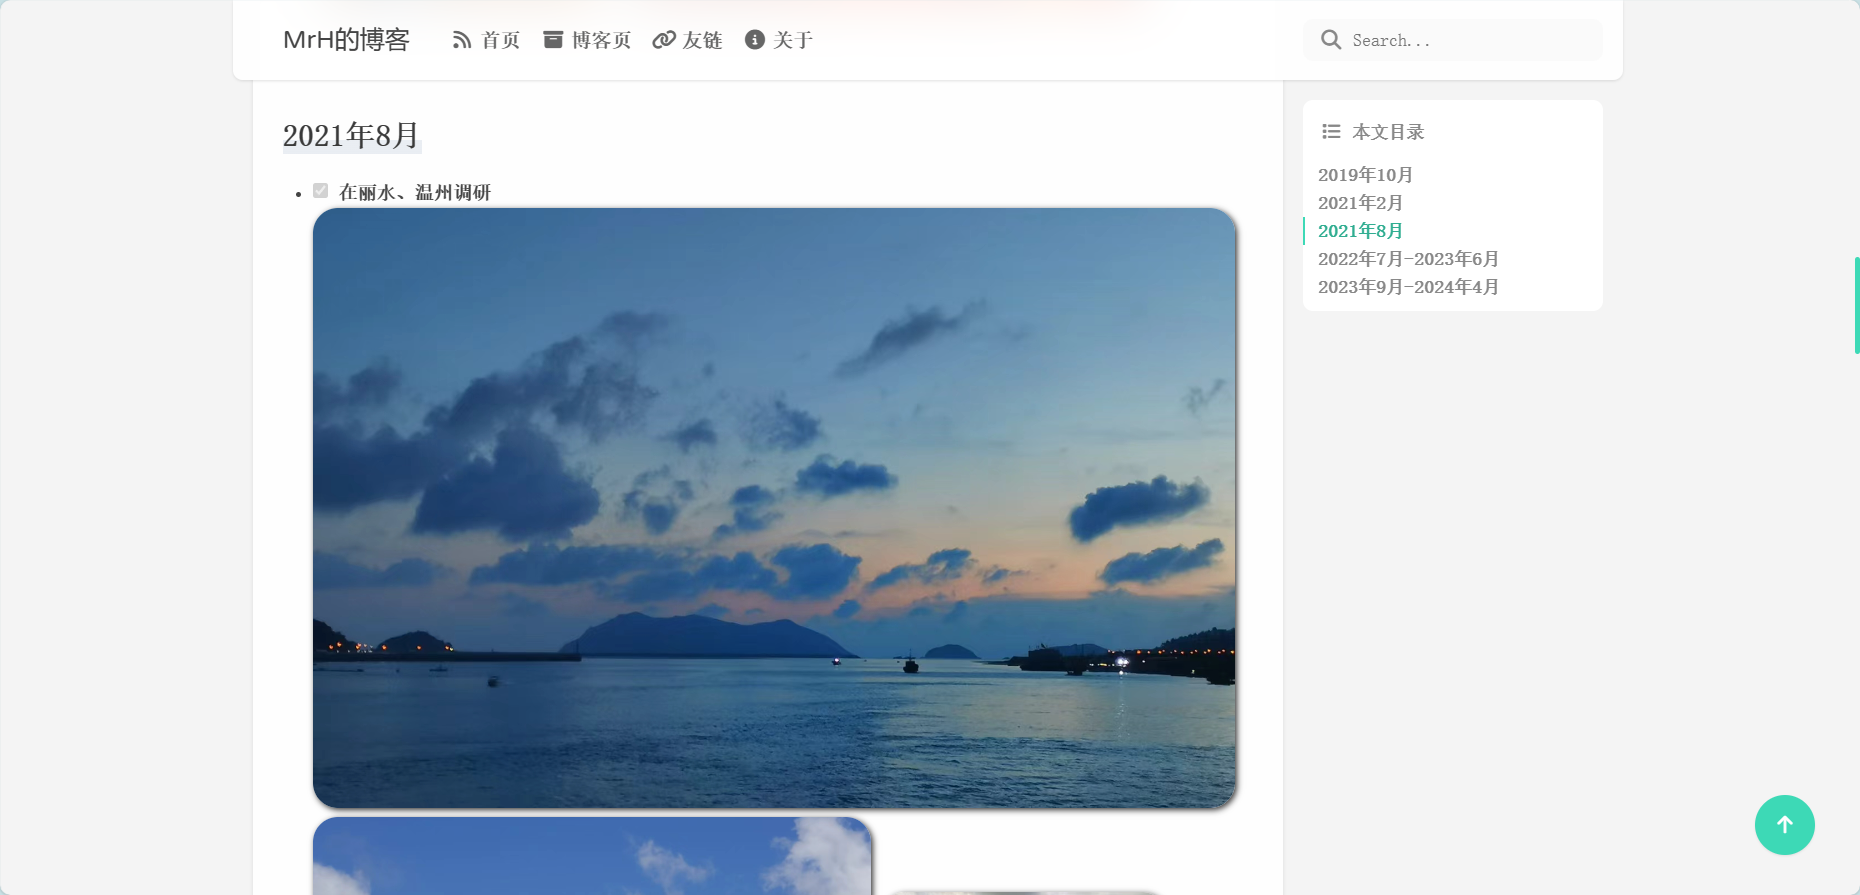 MrH的博客 首页 博客页 友链 关于 Search...
2021年8月
在丽水、温州调研
本文目录
2019年10月
2021年2月
2021年8月
2022年7月-2023年6月
2023年9月-2024年4月